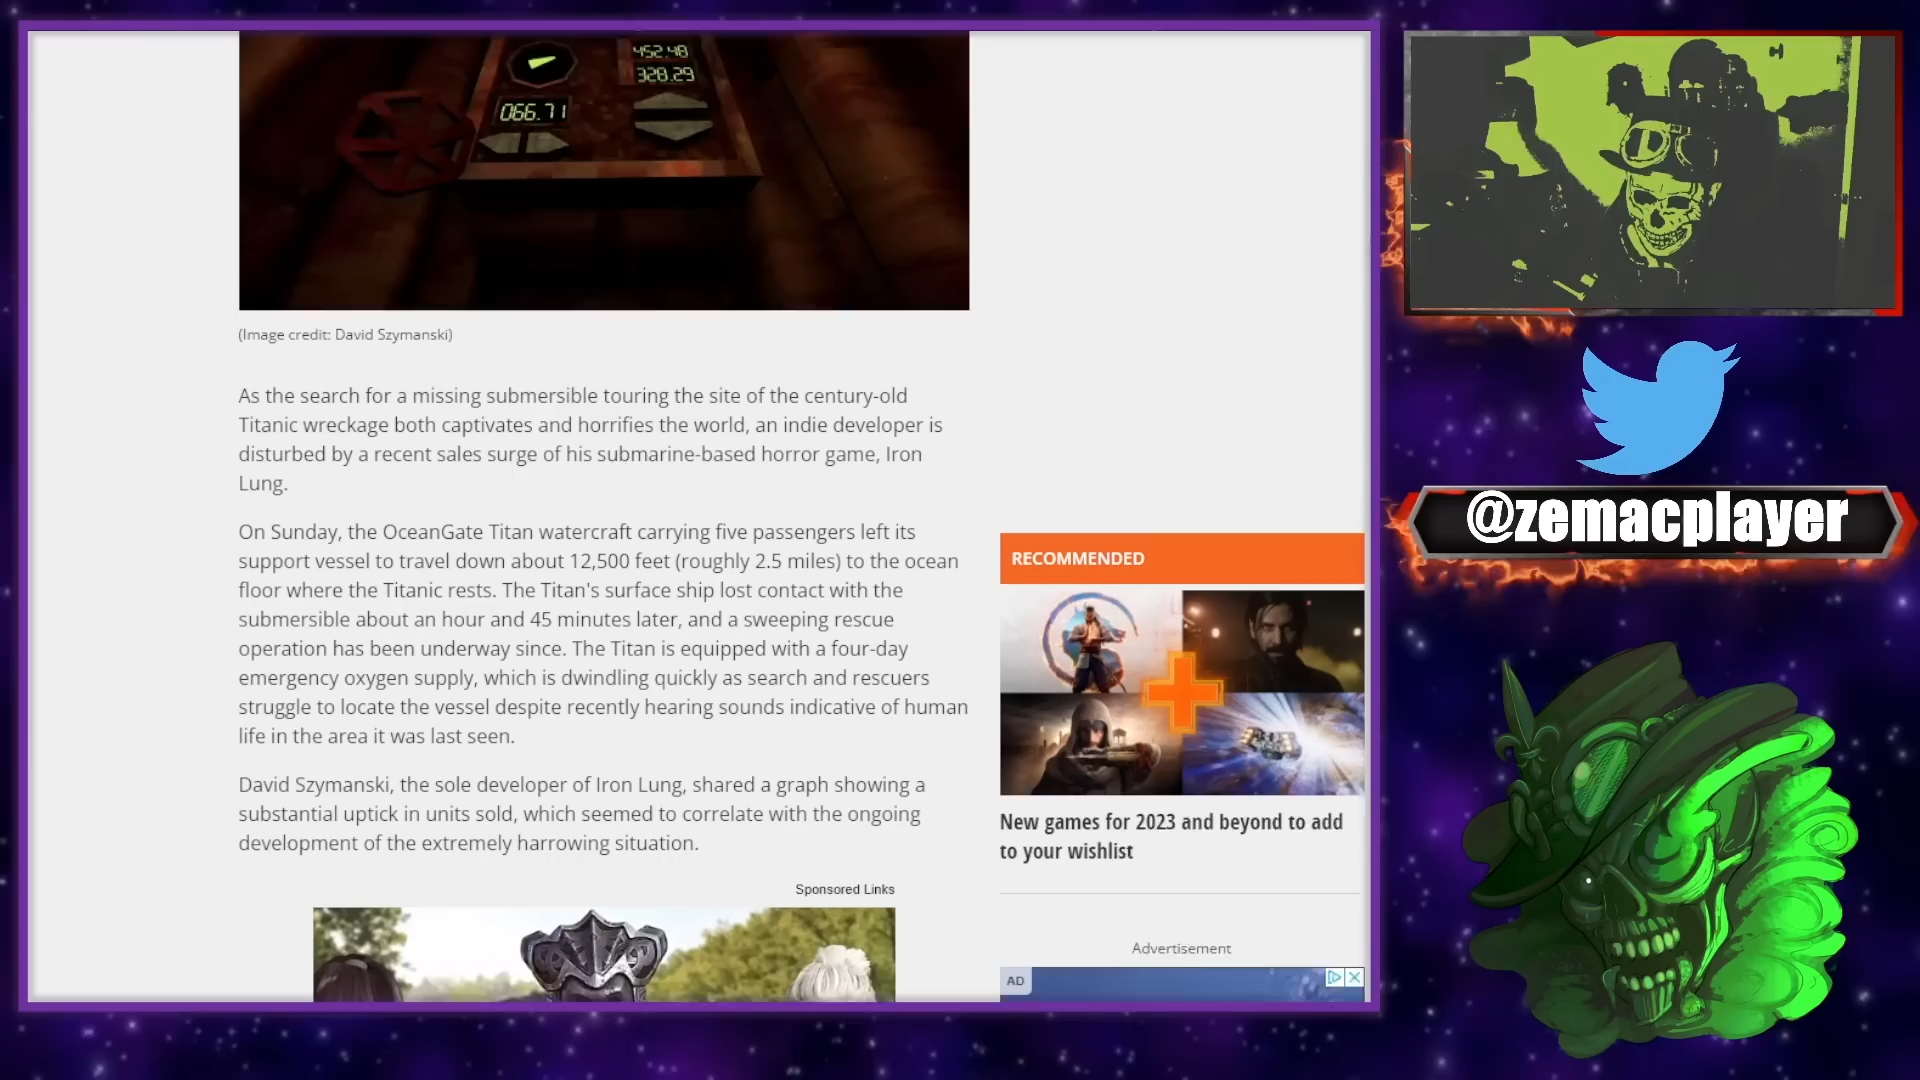 452.48
328.29
066.71
(Image credit: David Szymanski)
As the search for a missing submersible touring the site of the century-old
Titanic wreckage both captivates and horrifies the world, an indie developer is
disturbed by a recent sales surge of his submarine-based horror game, Iron
Lung.
On Sunday, the OceanGate Titan watercraft carrying five passengers left its
support vessel to travel down about 12,500 feet (roughly 2.5 miles) to the ocean
floor where the Titanic rests. The Titan's surface ship lost contact with the
submersible about an hour and 45 minutes later, and a sweeping rescue
operation has been underway since. The Titan is equipped with a four-day
emergency oxygen supply, which is dwindling quickly as search and rescuers
struggle to locate the vessel despite recently hearing sounds indicative of human
life in the area it was last seen.
David Szymanski, the sole developer of Iron Lung, shared a graph showing a
substantial uptick in units sold, which seemed to correlate with the ongoing
development of the extremely harrowing situation.
Sponsored Links
RECOMMENDED
New games for 2023 and beyond to add
to your wishlist
Advertisement
AD
@zemacplayer